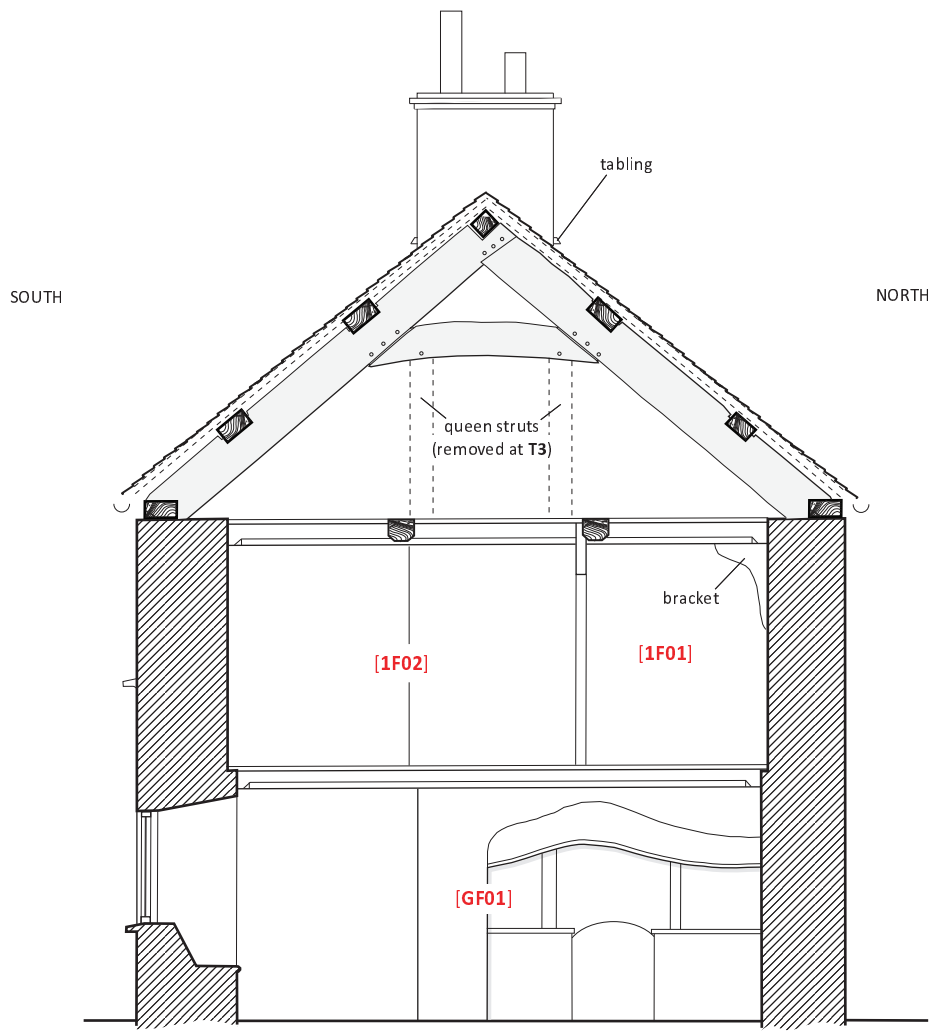 tabling
SOUTH
NORTH
queen struts
(removed at T3)
bracket
[1F02]
[1F01]
[GF01]